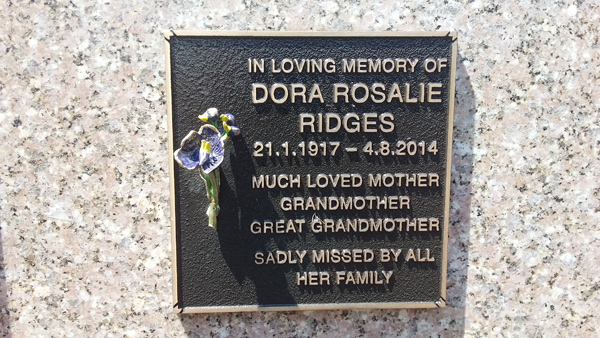 IN LOVING MEMORY OF
DORA ROSALIE
RIDGES
21.1.1917 – 4.8.2014
MUCH LOVED MOTHER
GRANDMOTHER
GREAT GRANDMOTHER
SADLY MISSED BY ALL
HER FAMILY